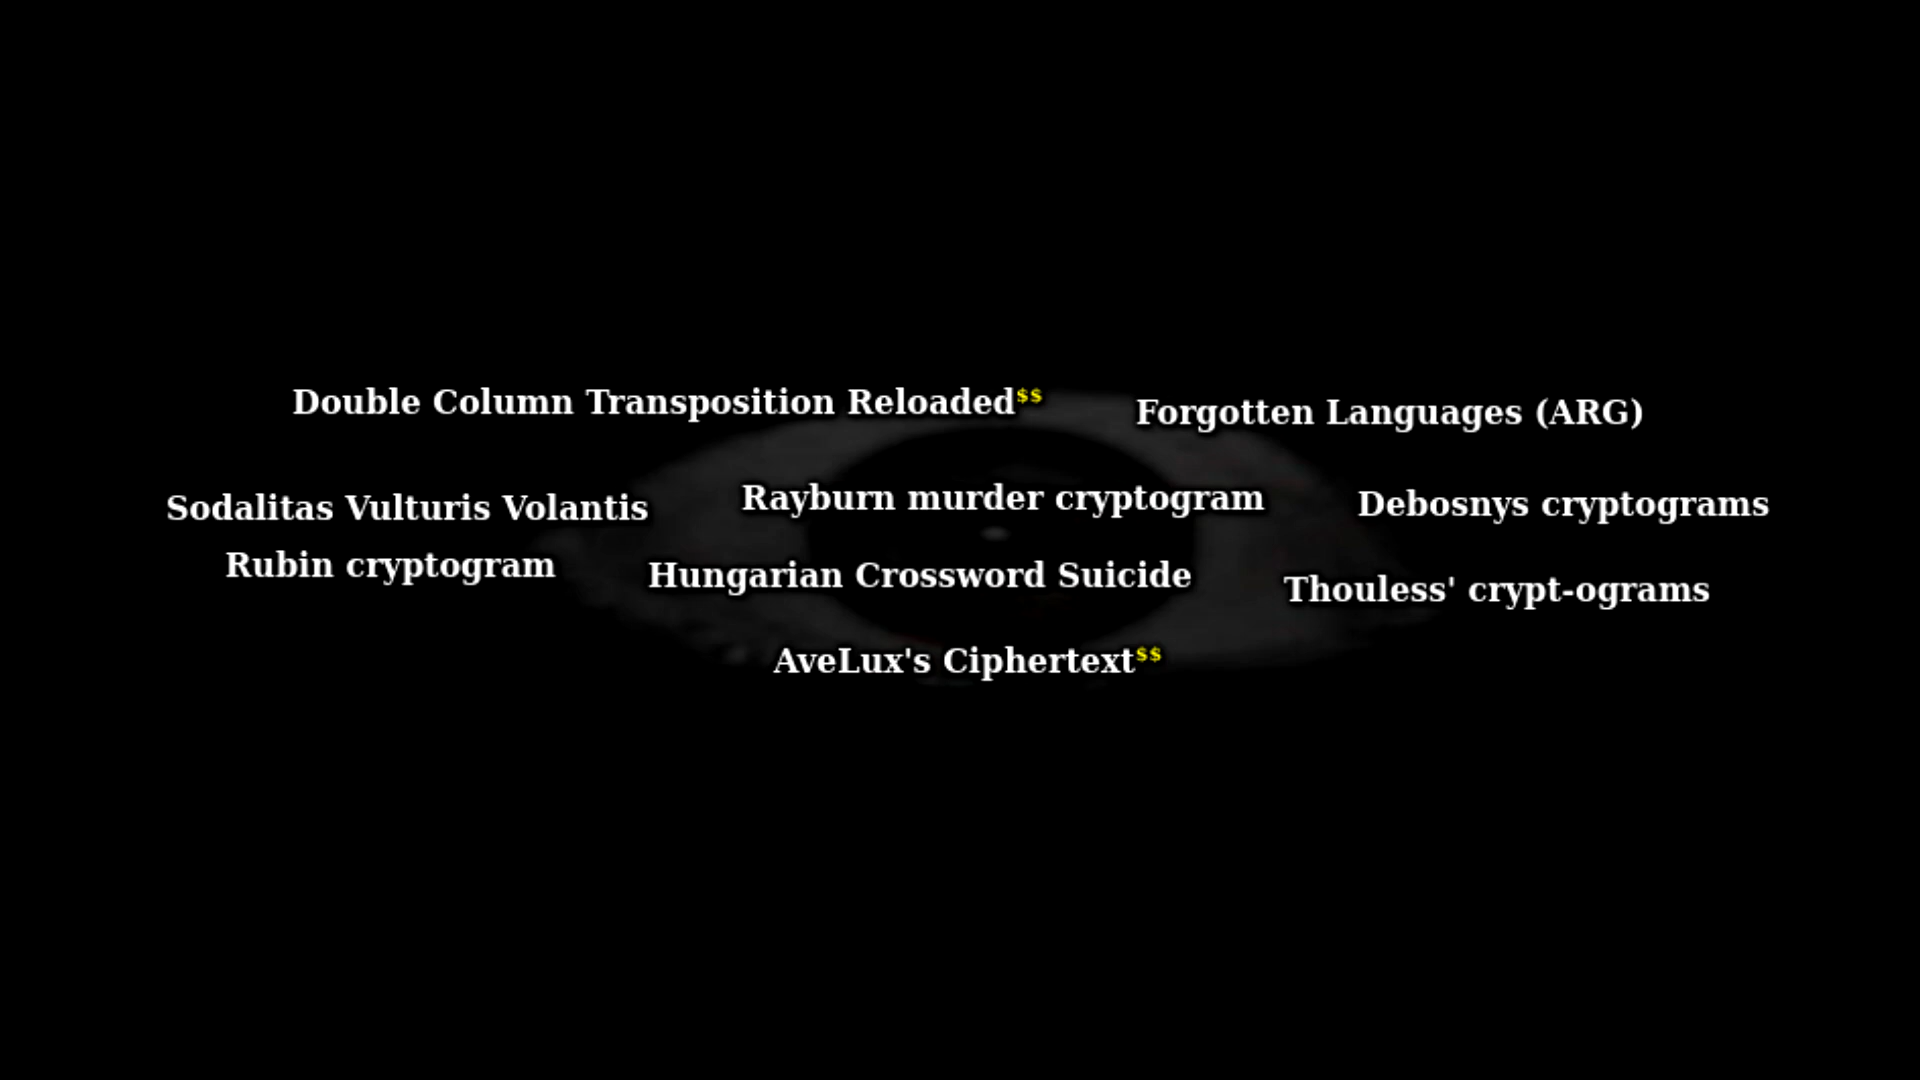 Double Column Transposition Reloaded$$
Forgotten Languages (ARG)
Sodalitas Vulturis Volantis
Rayburn murder cryptogram
Debosnys cryptograms
Rubin cryptogram
Hungarian Crossword Suicide
Thouless' crypt-ograms
AveLux's Ciphertext$$